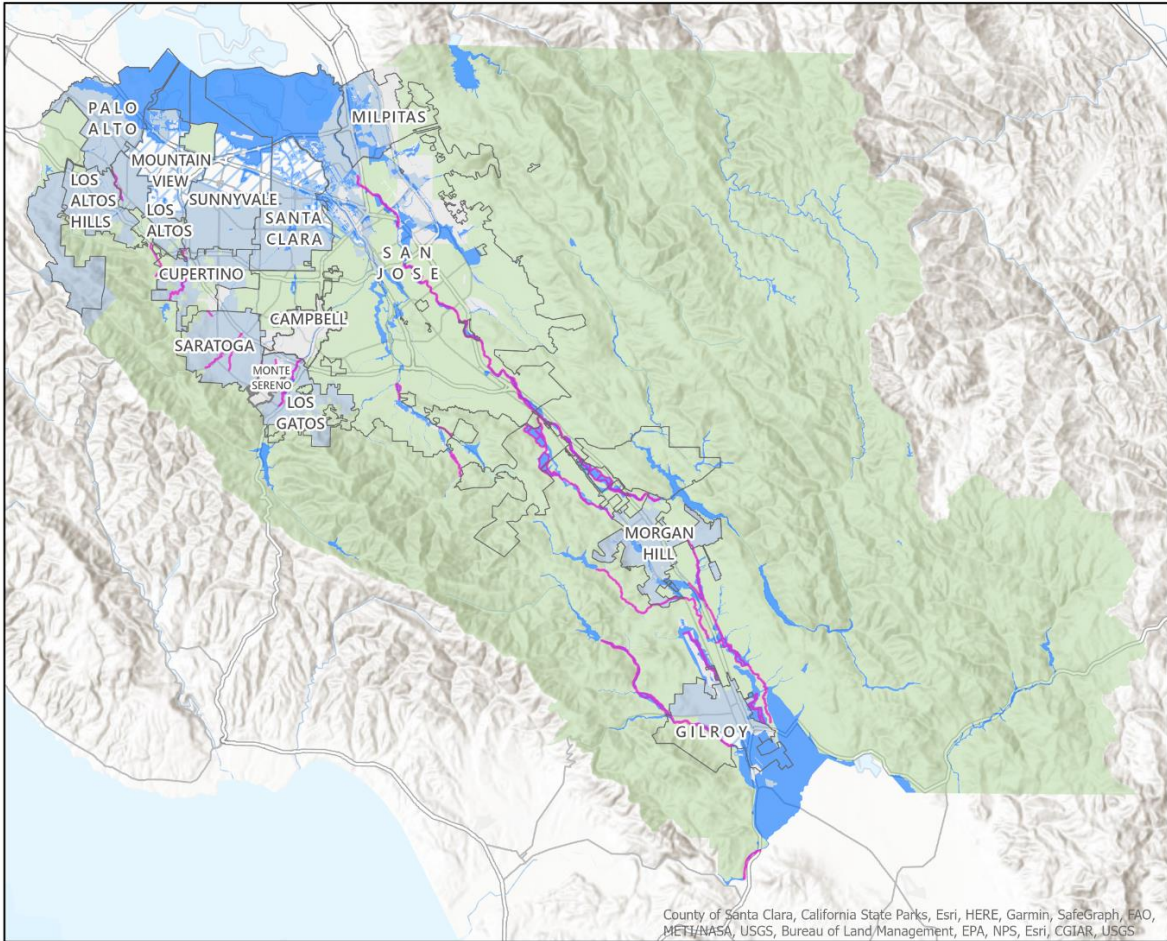 PALO
ALTO
MILPITAS
MOUNTAIN
VIEW
LOS
ALTOS
HILLS
SUNNYVALE
LOS
ALTOS
SANTA
CLARA
SAN
JOSE
CUPERTINO
CAMPBELL
SARATOGA
MONTE
SERENO
LOS
GATOS
MORGAN
HILL
GILROY
County of Santa Clara, California State Parks, Esri, HERE, Garmin, SafeGraph, FAO,
METI/NASA, USGS, Bureau of Land Management, EPA, NPS, Esri, CGIAR, USGS